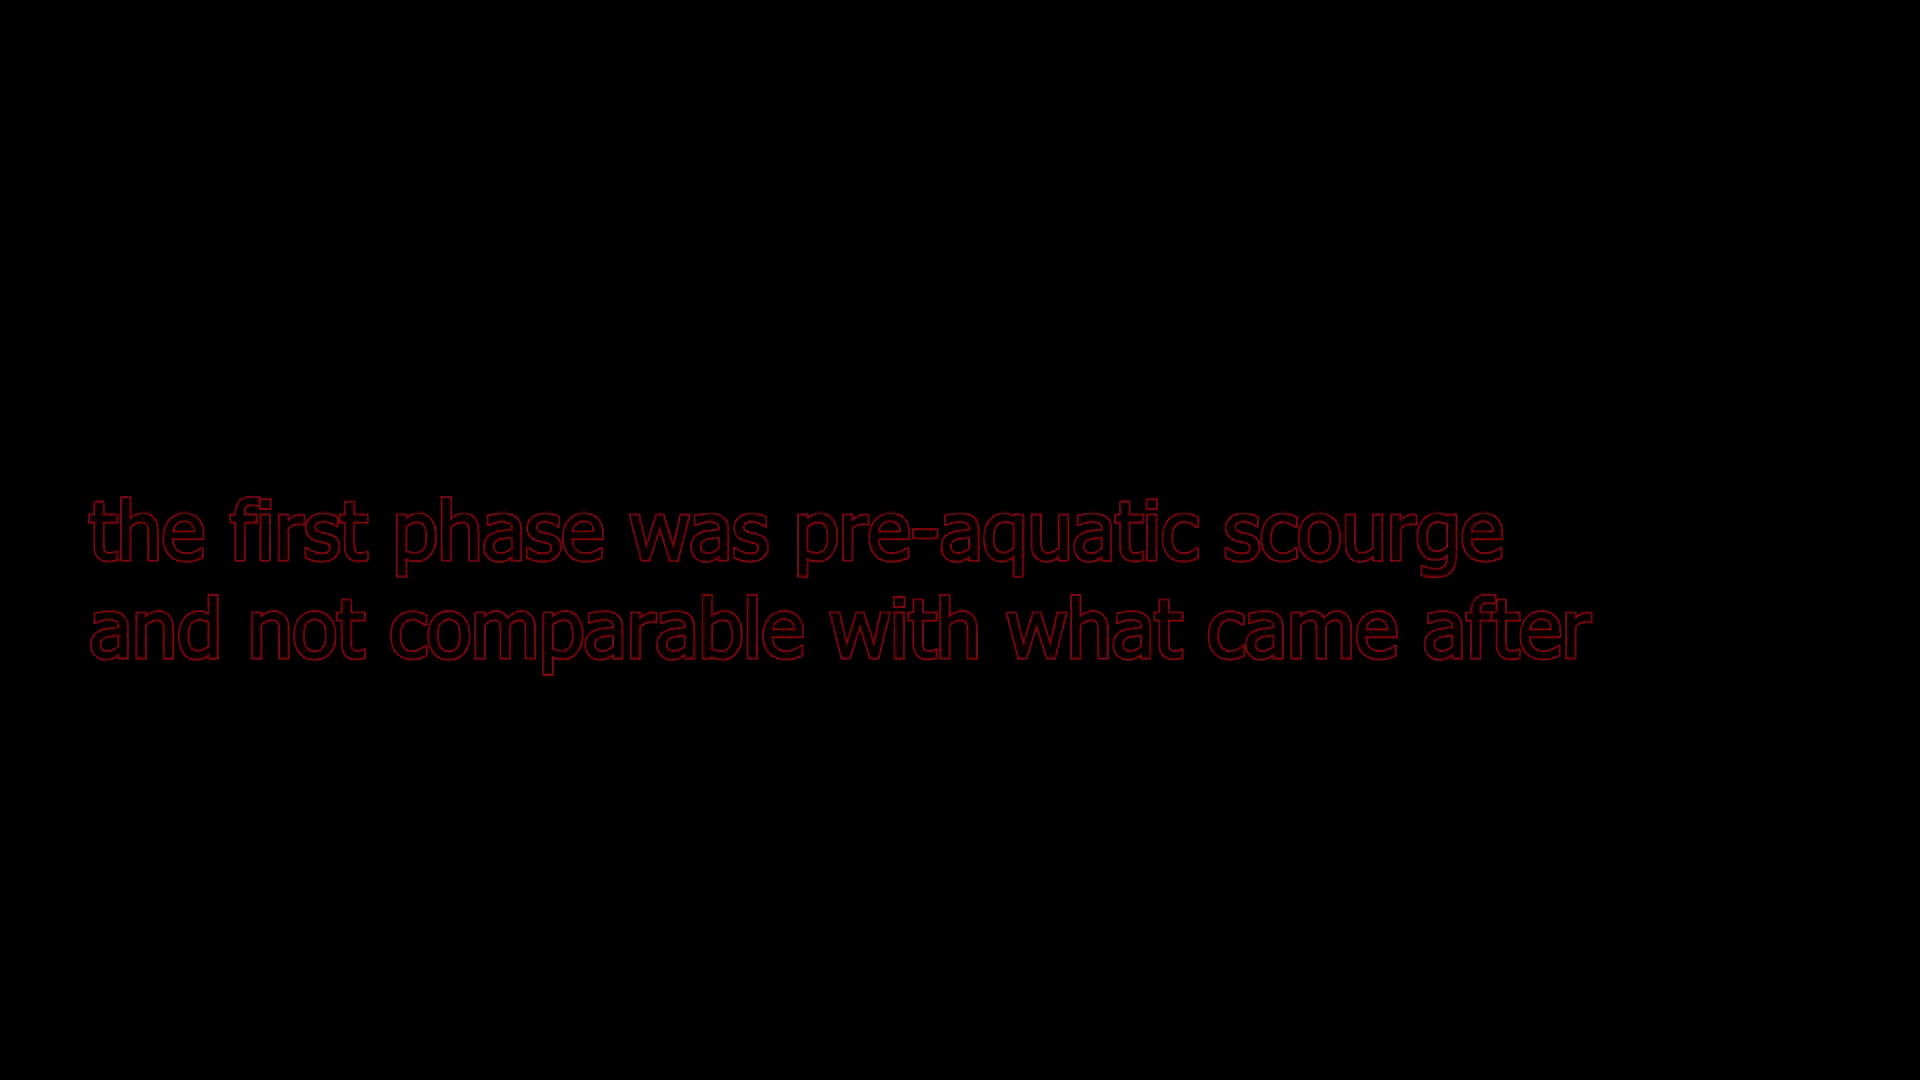 the first phase was pre-aquatic scourge
and not comparable with what came after